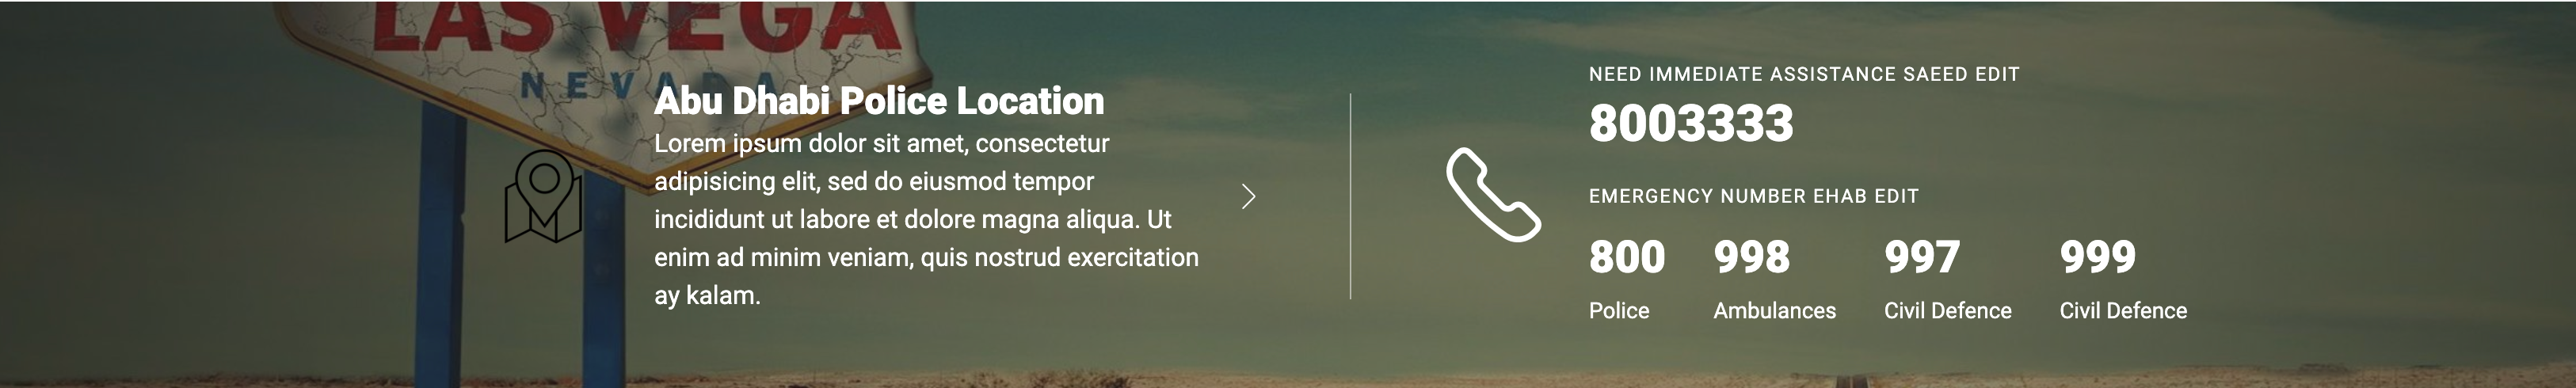 LAS VEGA
NEVADA
Abu Dhabi Police Location
Lorem ipsum dolor sit amet, consectetur
adipisicing elit, sed do eiusmod tempor
incididunt ut labore et dolore magna aliqua. Ut
enim ad minim veniam, quis nostrud exercitation
ay kalam.
NEED IMMEDIATE ASSISTANCE SAEED EDIT
8003333
EMERGENCY NUMBER EHAB EDIT
800 998 997 999
Police Ambulances Civil Defence Civil Defence